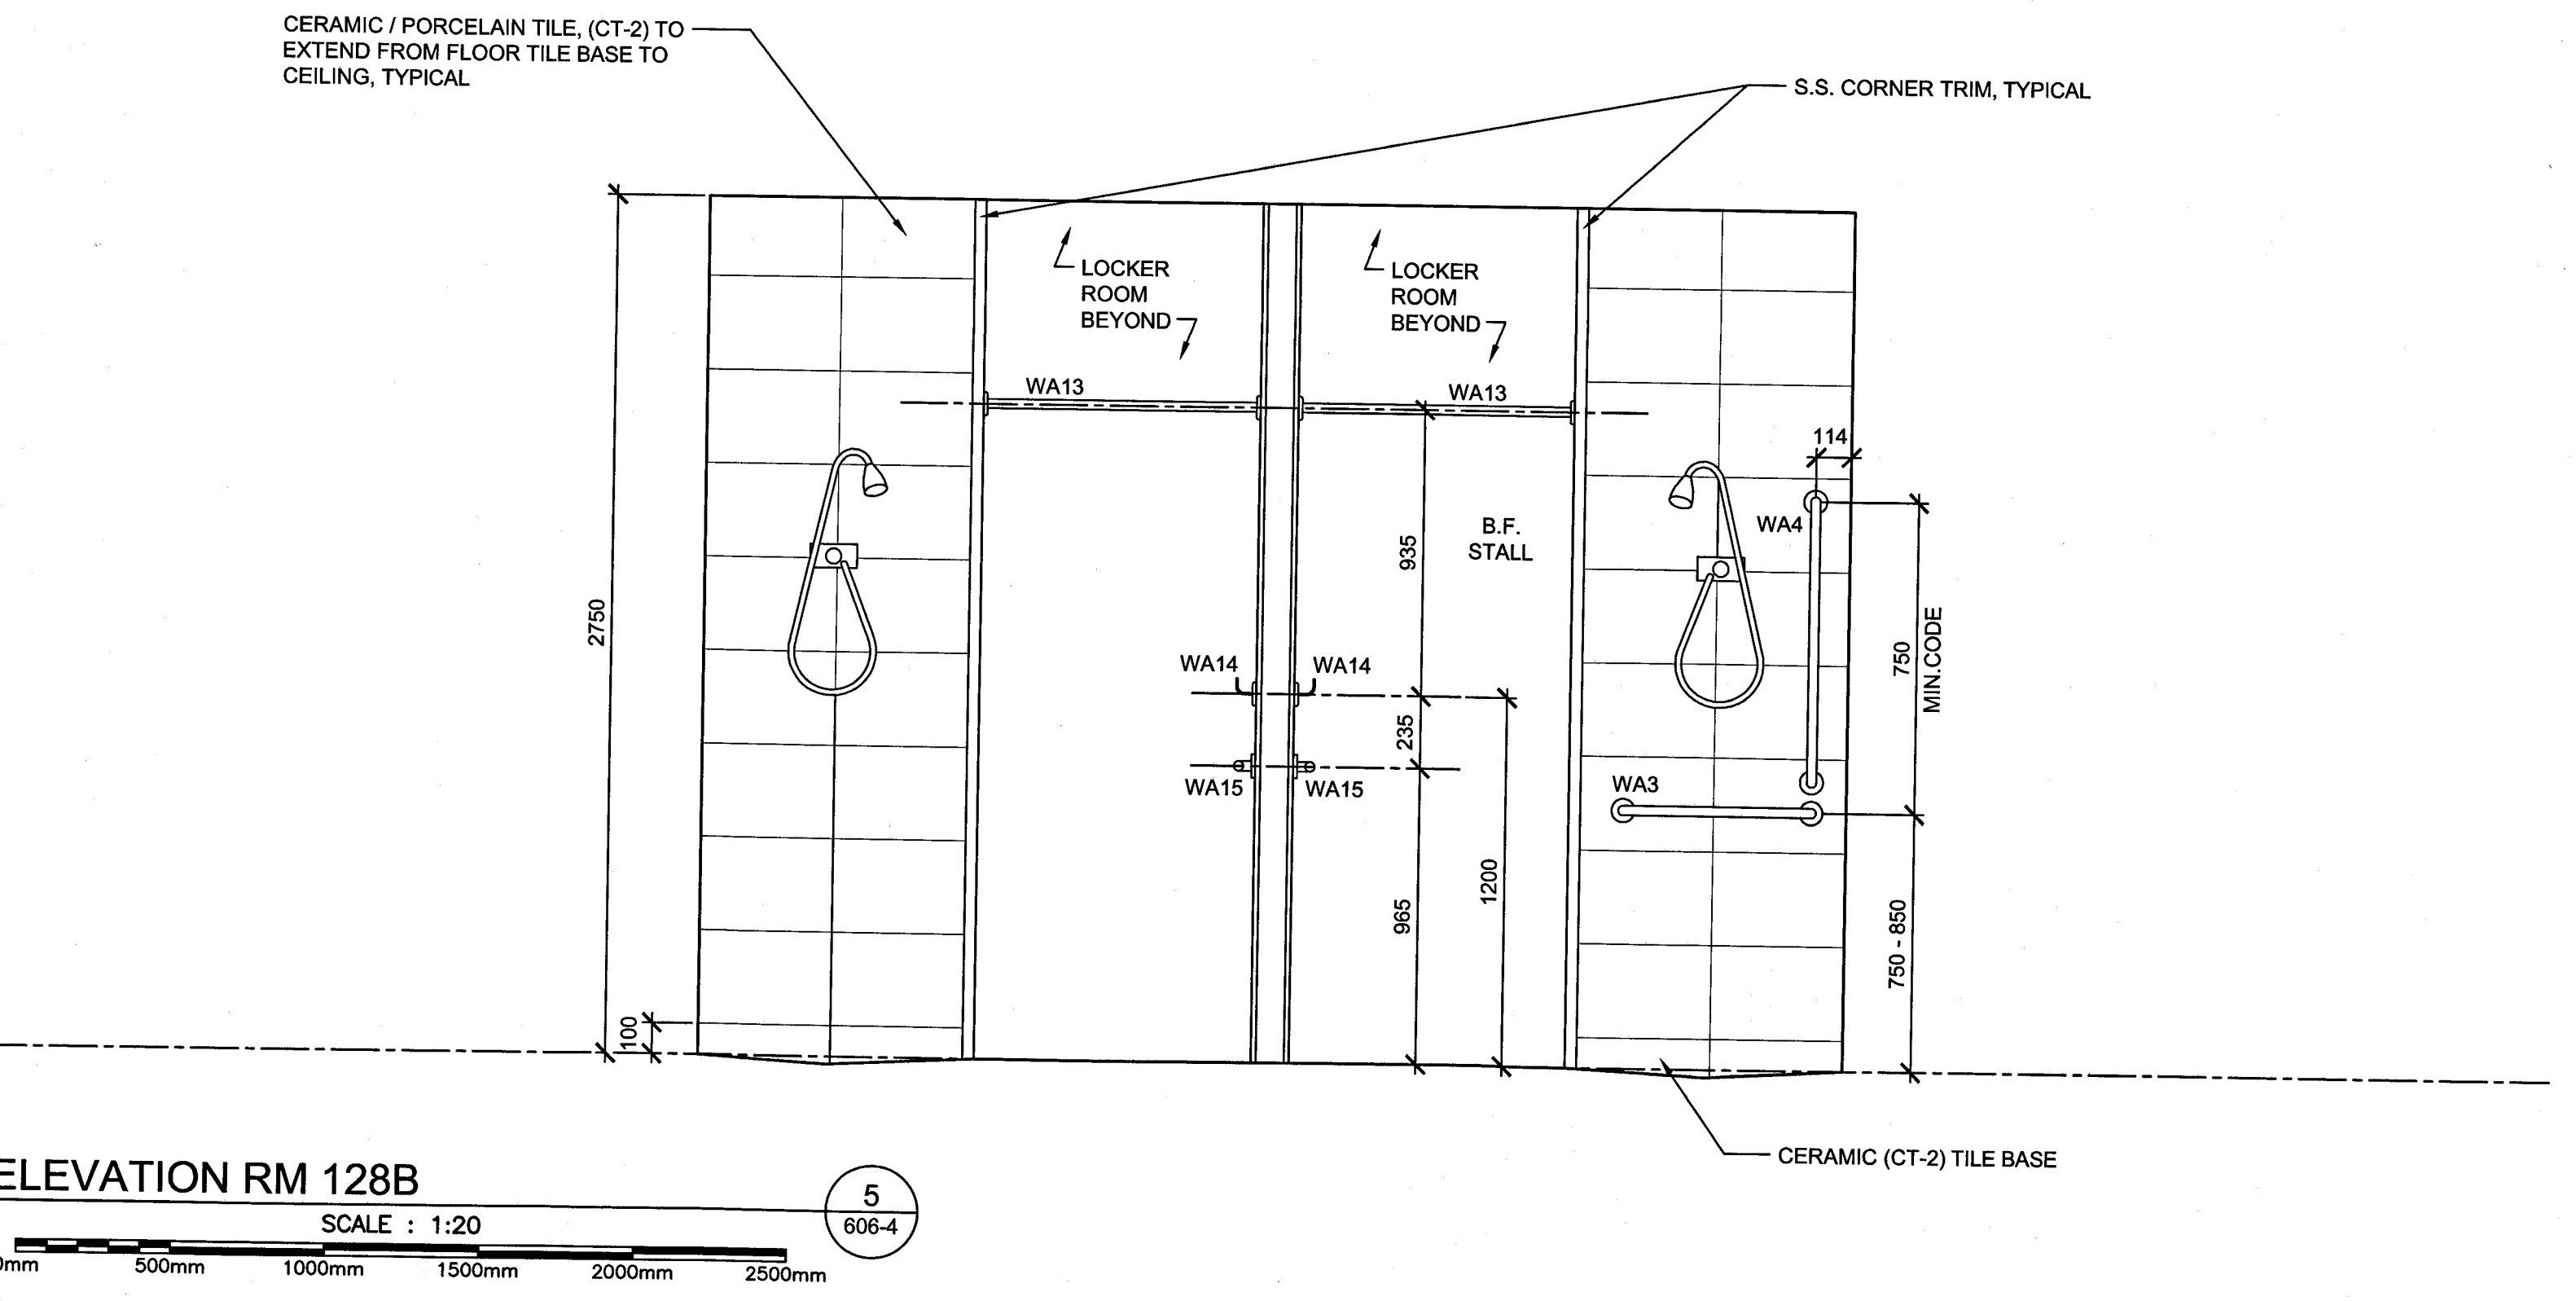 CERAMIC / PORCELAIN TILE, (CT-2) TO
EXTEND FROM FLOOR TILE BASE TO
CEILING, TYPICAL
S.S. CORNER TRIM, TYPICAL
LOCKER
ROOM
BEYOND
LOCKER
ROOM
BEYOND
WA13
WA13
114
WA4
B.F.
STALL
935
2750
750
MIN.CODE
WA14
WA14
235
WA15
WA15
WA3
1200
965
750 - 850
100
CERAMIC (CT-2) TILE BASE
ELEVATION RM 128B
5
606-4
SCALE : 1:20
0mm
500mm
1000mm
1500mm
2000mm
2500mm